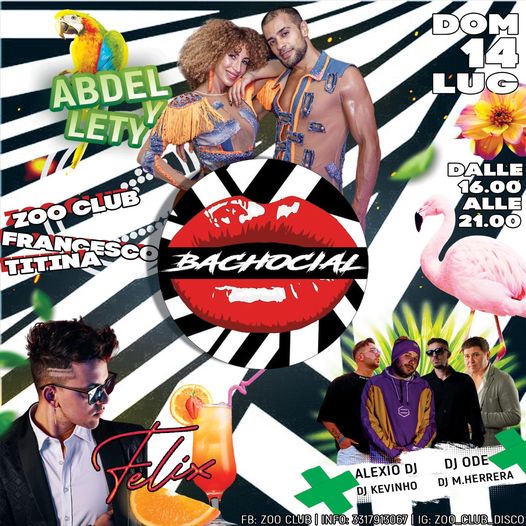 DOM
14
LUG
ABDEL
Y
LETY
DALLE
16.00
ALLE
21.00
ZOO CLUB
FRANCESCO
TITINA
BACHOCIAL
Felix
ALEXIO DJ
DJ KEVINHO
DJ ODE
DJ M.HERRERA
FB: ZOO CLUB | INFO: 3317913067 | IG: ZOO_CLUB_DISCO